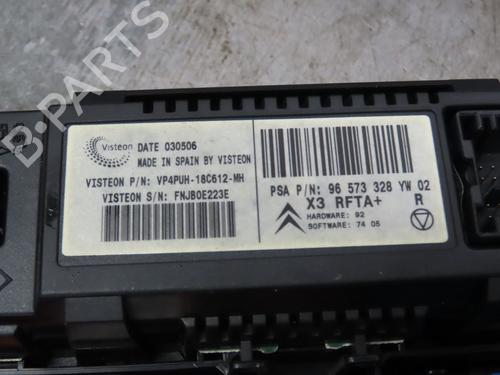 B-PARTS
Visteon
DATE 030506
MADE IN SPAIN BY VISTEON
VISTEON P/N: VP4PUH-18C612-MH
VISTEON S/N: FNJB0E223E
PSA P/N: 96 573 328 YW 02
X3 RFTA+ R
HARDWARE: 92
SOFTWARE: 74 05